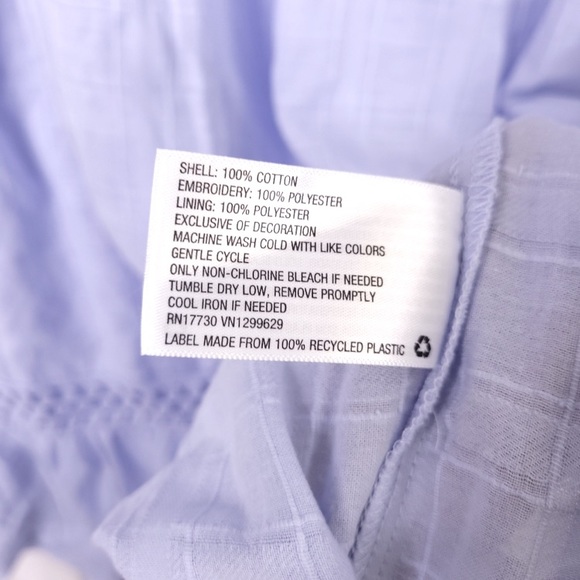 SHELL: 100% COTTON
EMBROIDERY: 100% POLYESTER
LINING: 100% POLYESTER
EXCLUSIVE OF DECORATION
MACHINE WASH COLD WITH LIKE COLORS
GENTLE CYCLE
ONLY NON-CHLORINE BLEACH IF NEEDED
TUMBLE DRY LOW, REMOVE PROMPTLY
COOL IRON IF NEEDED
RN17730 VN1299629
LABEL MADE FROM 100% RECYCLED PLASTIC